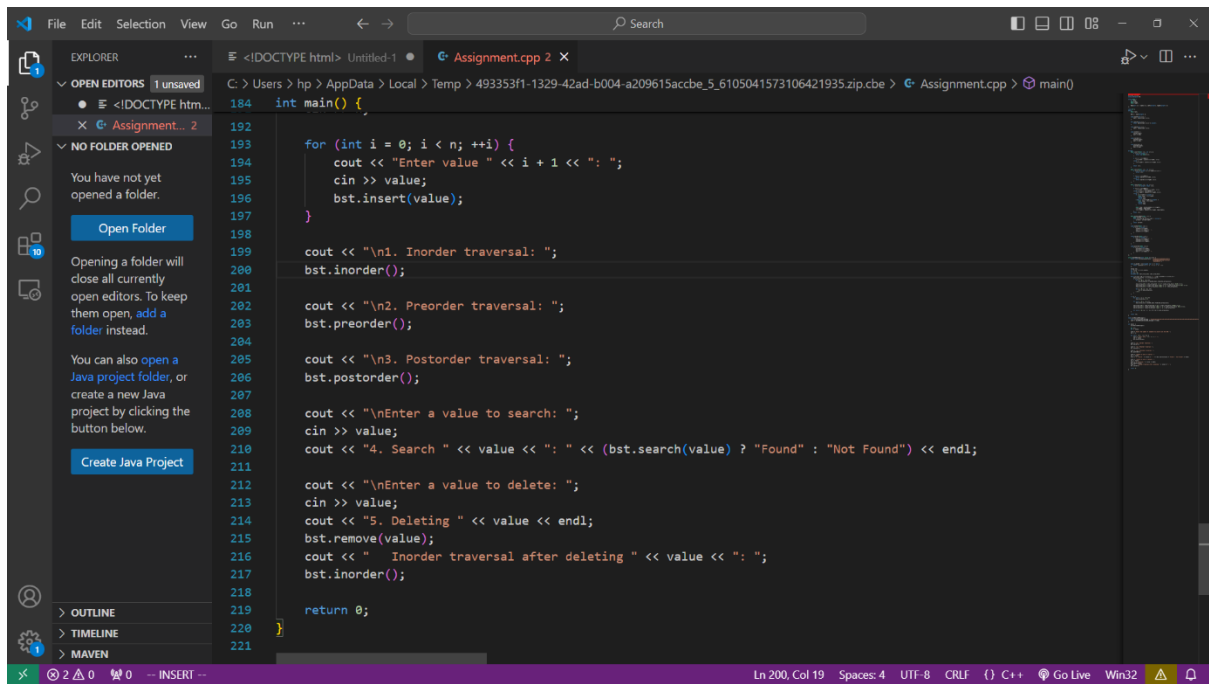 File Edit Selection View Go Run ··· ← → Search
EXPLORER ···
OPEN EDITORS 1 unsaved
<!DOCTYPE htm...
Assignment... 2
NO FOLDER OPENED
You have not yet
opened a folder.
Open Folder
Opening a folder will
close all currently
open editors. To keep
them open, add a
folder instead.
You can also open a
Java project folder, or
create a new Java
project by clicking the
button below.
Create Java Project
OUTLINE
TIMELINE
MAVEN
1
10
1
<!DOCTYPE html> Untitled-1 ● Assignment.cpp 2 ×
C: > Users > hp > AppData > Local > Temp > 493353f1-1329-42ad-b004-a209615accbe_5_6105041573106421935.zip.cbe > Assignment.cpp > main()
184 int main() {
192
193 for (int i = 0; i < n; ++i) {
194 cout << "Enter value " << i + 1 << ": ";
195 cin >> value;
196 bst.insert(value);
197 }
198
199 cout << "\n1. Inorder traversal: ";
200 bst.inorder();
201
202 cout << "\n2. Preorder traversal: ";
203 bst.preorder();
204
205 cout << "\n3. Postorder traversal: ";
206 bst.postorder();
207
208 cout << "\nEnter a value to search: ";
209 cin >> value;
210 cout << "4. Search " << value << ": " << (bst.search(value) ? "Found" : "Not Found") << endl;
211
212 cout << "\nEnter a value to delete: ";
213 cin >> value;
214 cout << "5. Deleting " << value << endl;
215 bst.remove(value);
216 cout << "   Inorder traversal after deleting " << value << ": ";
217 bst.inorder();
218
219 return 0;
220 }
221
2 0 0 -- INSERT -- Ln 200, Col 19 Spaces: 4 UTF-8 CRLF {} C++ Go Live Win32